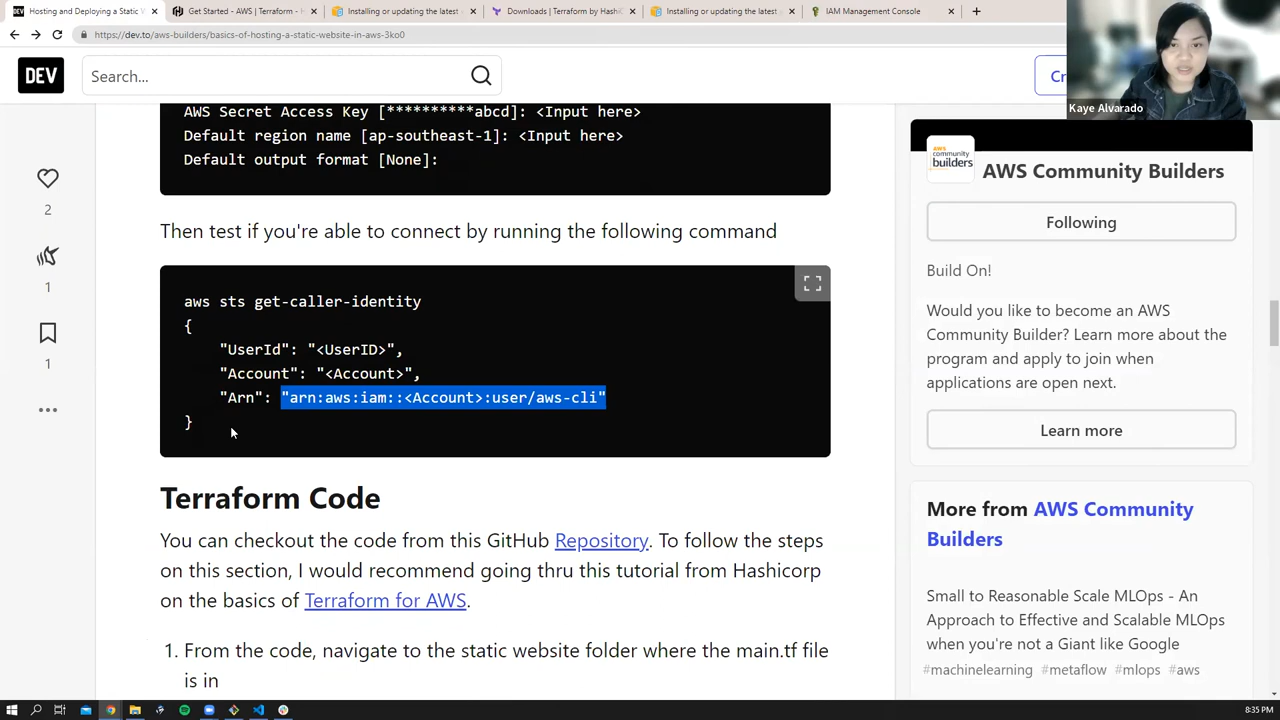 Hosting and Deploying a Static W
Get Started - AWS | Terraform - H
Installing or updating the latest v
Downloads | Terraform by HashiC
Installing or updating the latest v
IAM Management Console
https://dev.to/aws-builders/basics-of-hosting-a-static-website-in-aws-3ko0
DEV
Search...
Cr
Kaye Alvarado
AWS Secret Access Key [**********abcd]: <Input here>
Default region name [ap-southeast-1]: <Input here>
Default output format [None]:
2
1
1
Then test if you're able to connect by running the following command
aws sts get-caller-identity
{
"UserId": "<UserID>",
"Account": "<Account>",
"Arn": "arn:aws:iam::<Account>:user/aws-cli"
}
Terraform Code
You can checkout the code from this GitHub Repository. To follow the steps
on this section, I would recommend going thru this tutorial from Hashicorp
on the basics of Terraform for AWS.
1. From the code, navigate to the static website folder where the main.tf file
is in
aws
community
builders
AWS Community Builders
Following
Build On!
Would you like to become an AWS
Community Builder? Learn more about the
program and apply to join when
applications are open next.
Learn more
More from AWS Community
Builders
Small to Reasonable Scale MLOps - An
Approach to Effective and Scalable MLOps
when you're not a Giant like Google
#machinelearning #metaflow #mlops #aws
8:35 PM